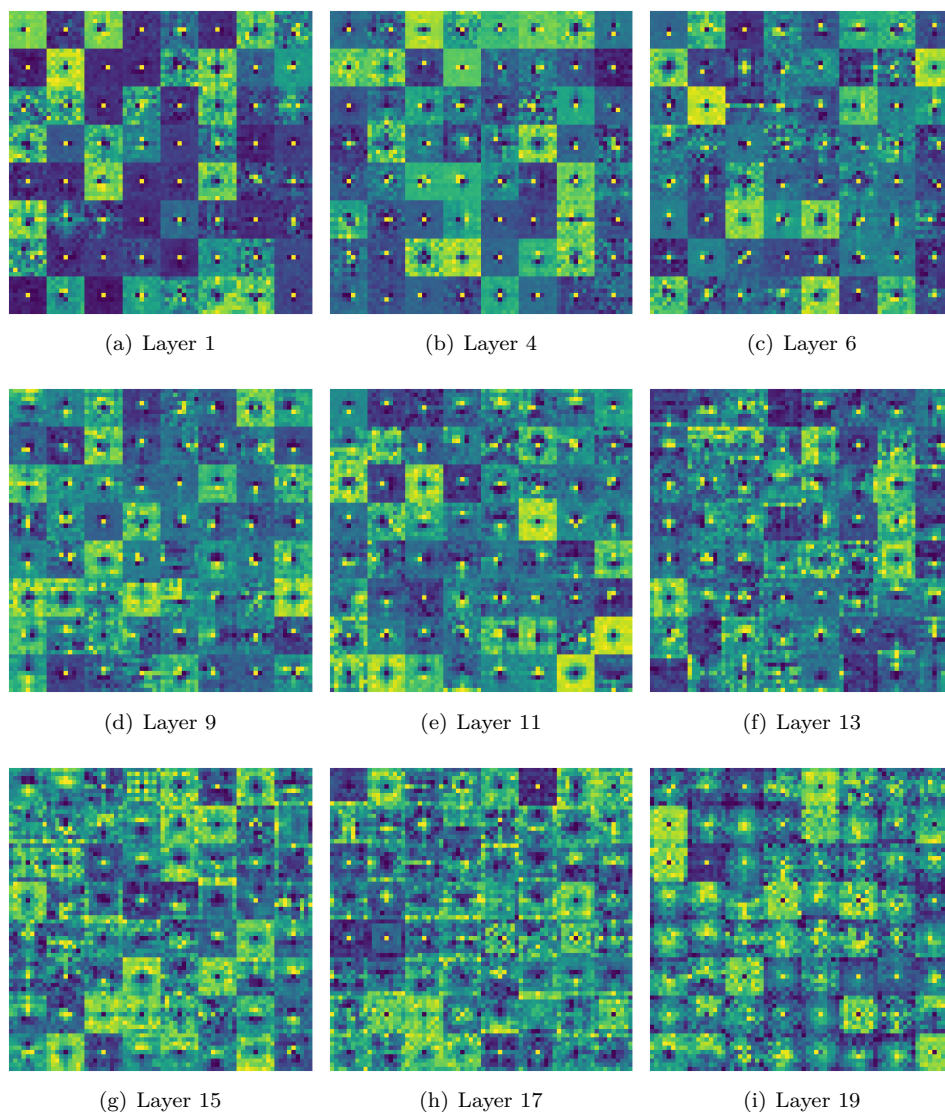 (a) Layer 1
(b) Layer 4
(c) Layer 6
(d) Layer 9
(e) Layer 11
(f) Layer 13
(g) Layer 15
(h) Layer 17
(i) Layer 19